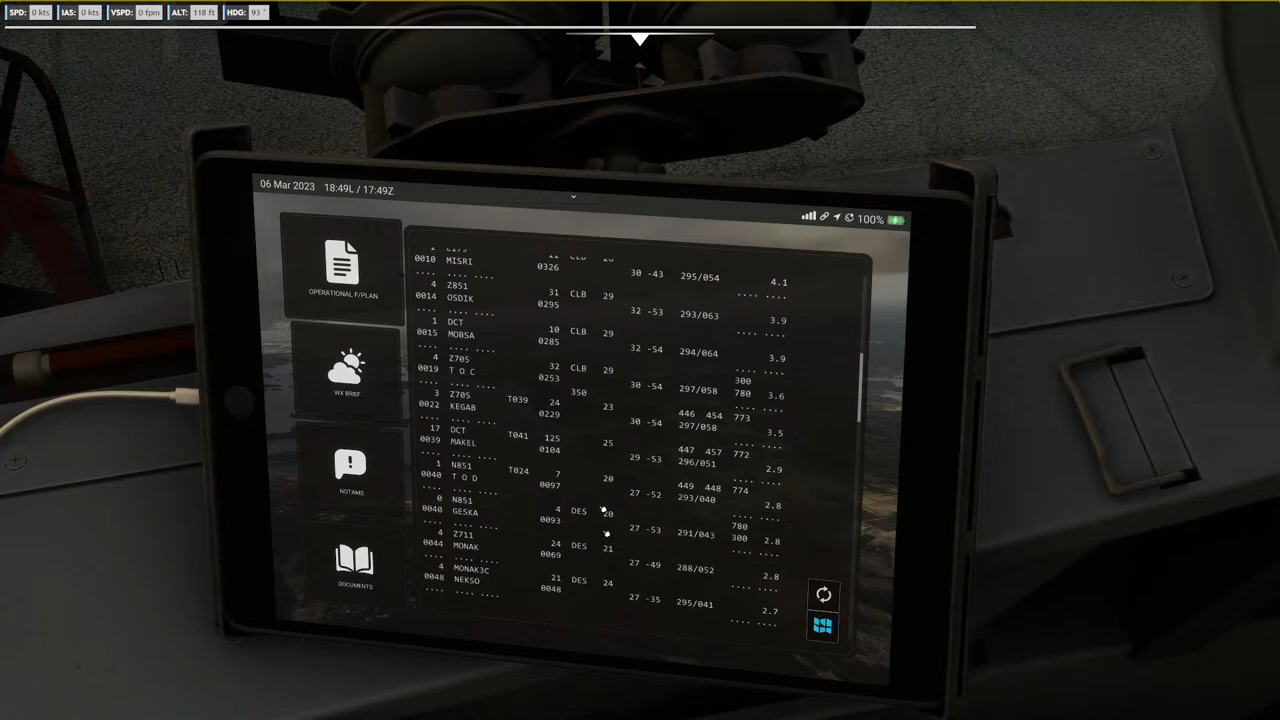 SPD: 0 kts IAS: 0 kts VSPD: 0 fpm ALT: 118 ft HDG: 93 °
06 Mar 2023 18:49L / 17:49Z
100%
OPERATIONAL F/PLAN
WX BRIEF
NOTAMS
DOCUMENTS
0010 MISRI 0326 30 -43 295/054 4.1
.... .... .... .... ....
4 Z851 31 CLB 29
0014 OSDIK 0295 32 -53 293/063 3.9
.... .... .... .... ....
1 DCT 10 CLB 29
0015 MOBSA 0285 32 -54 294/064 3.9
.... .... .... .... ....
4 Z705 32 CLB 29 300
0019 T O C 0253 30 -54 297/058 780 3.6
.... .... .... 350 .... ....
3 Z705 T039 24 23 446 454 773
0022 KEGAB 0229 30 -54 297/058 3.5
.... .... .... .... ....
17 DCT T041 125 25 447 457 772
0039 MAKEL 0104 29 -53 296/051 2.9
.... .... .... .... ....
1 N851 T024 7 20 449 448 774
0040 T O D 0097 27 -52 293/040 2.8
.... .... .... .... ....
0 N851 4 DES 20 780
0040 GESKA 0093 27 -53 291/043 300 2.8
.... .... .... .... ....
4 Z711 24 DES 21
0044 MONAK 0069 27 -49 288/052 2.8
.... .... .... .... ....
4 MONAK3C 21 DES 24
0048 NEKSO 0048 27 -35 295/041 2.7
.... .... .... .... ....